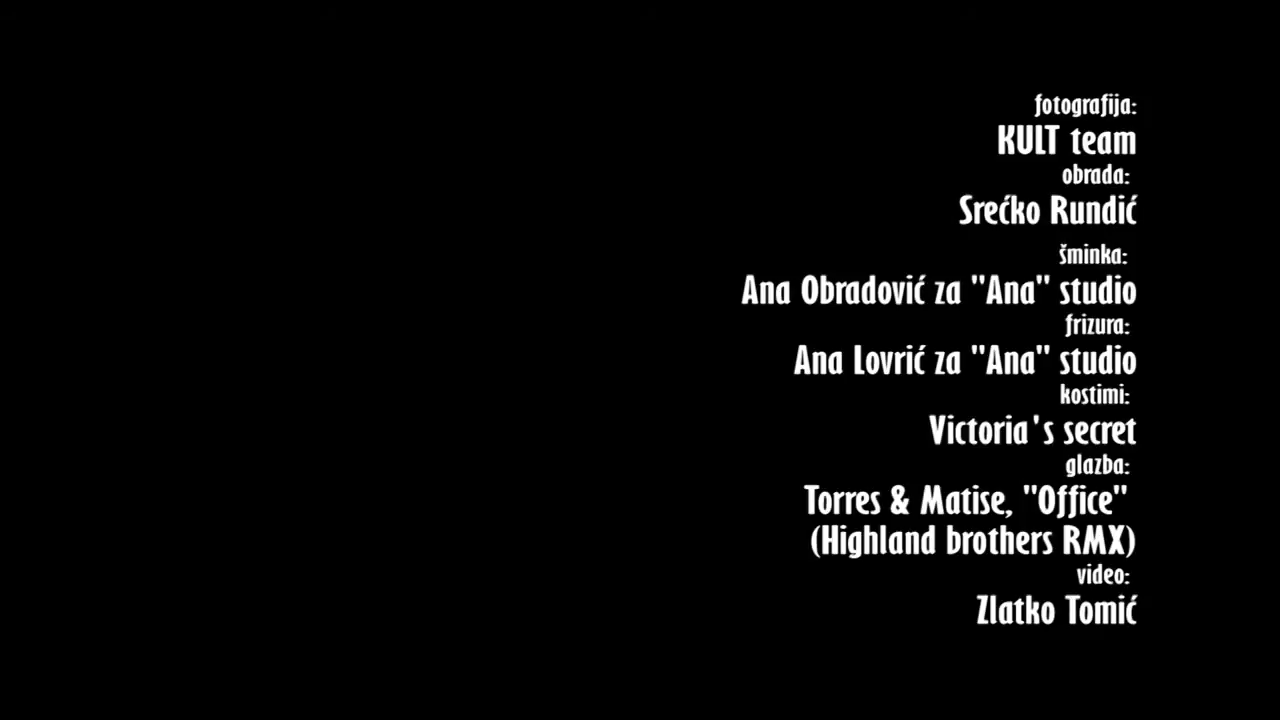 fotografija:
KULT team
obrada:
Srećko Rundić
šminka:
Ana Obradović za "Ana" studio
frizura:
Ana Lovrić za "Ana" studio
kostimi:
Victoria's secret
glazba:
Torres & Matise, "Office"
(Highland brothers RMX)
video:
Zlatko Tomić